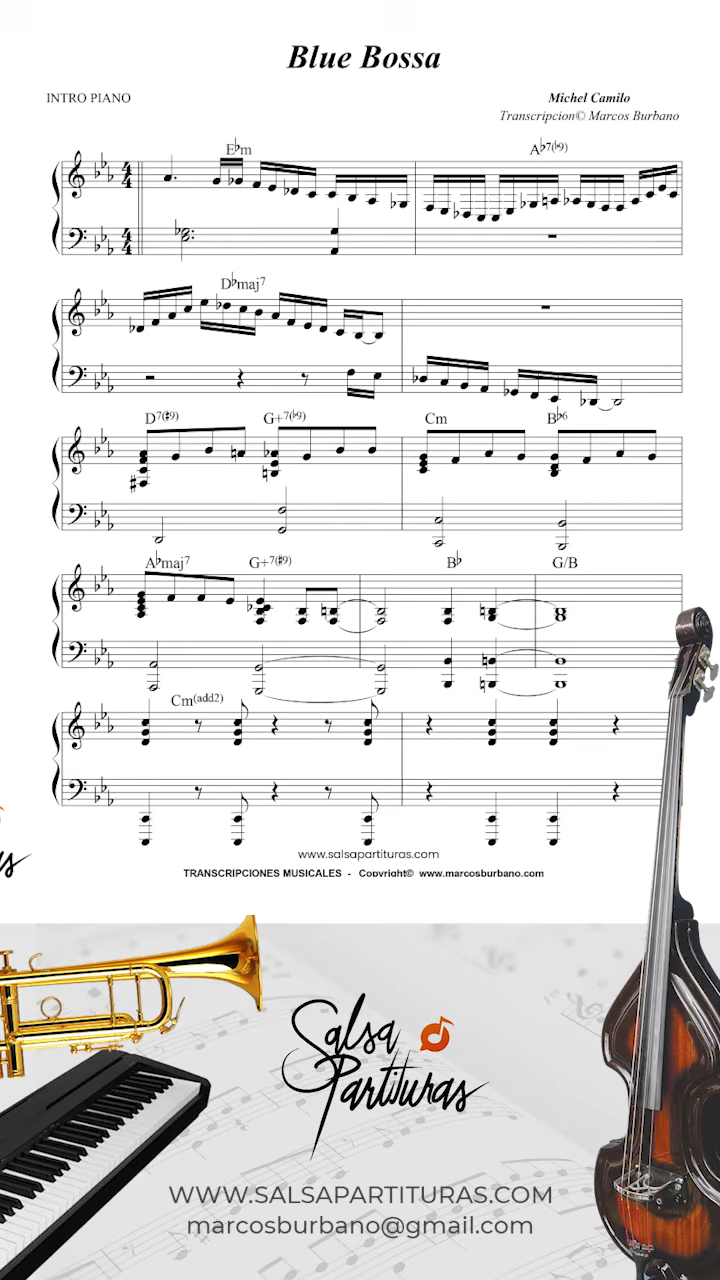 Blue Bossa
INTRO PIANO
Michel Camilo
Transcripcion© Marcos Burbano
E♭m A♭7(♭9)
D♭maj7
D7(#9) G+7(♭9) Cm B♭6
A♭maj7 G+7(#9) B♭ G/B
Cm(add2)
www.salsapartituras.com
TRANSCRIPCIONES MUSICALES - Copyright© www.marcosburbano.com
Salsa
Partituras
WWW.SALSAPARTITURAS.COM
marcosburbano@gmail.com